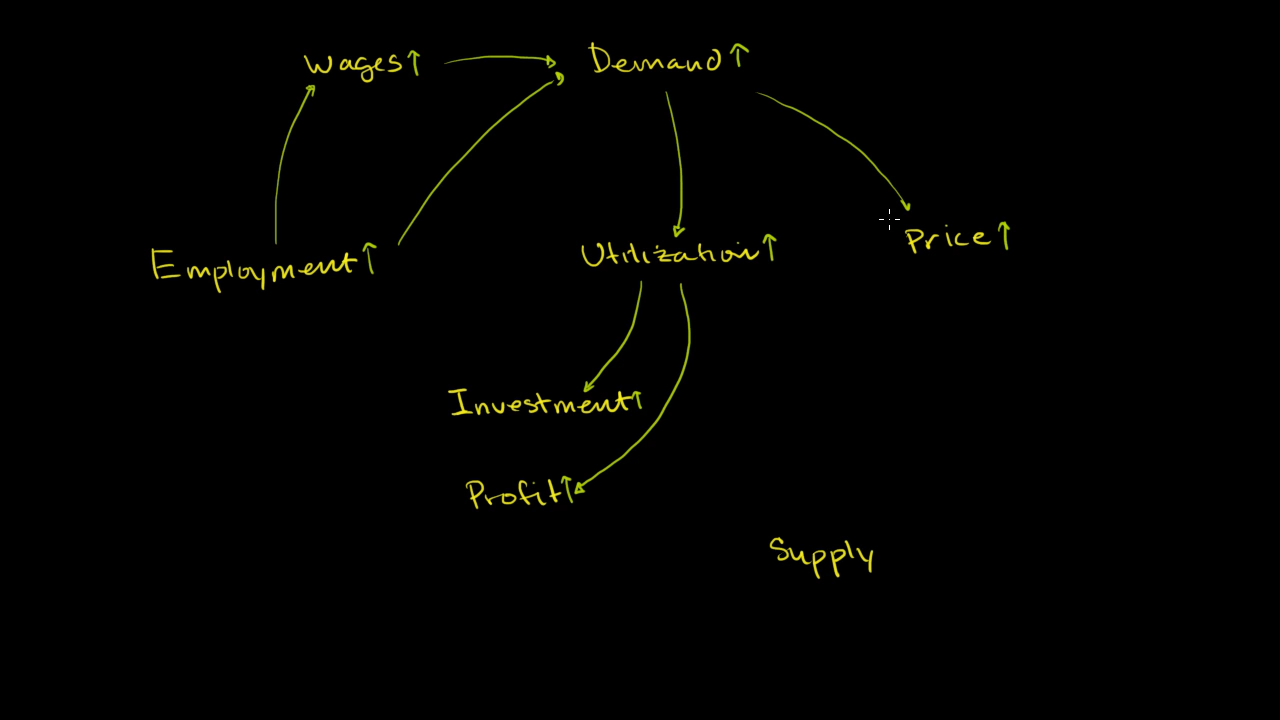 Wages↑ Demand↑
Employment↑ Utilization↑ Price↑
Investment↑
Profit↑
Supply